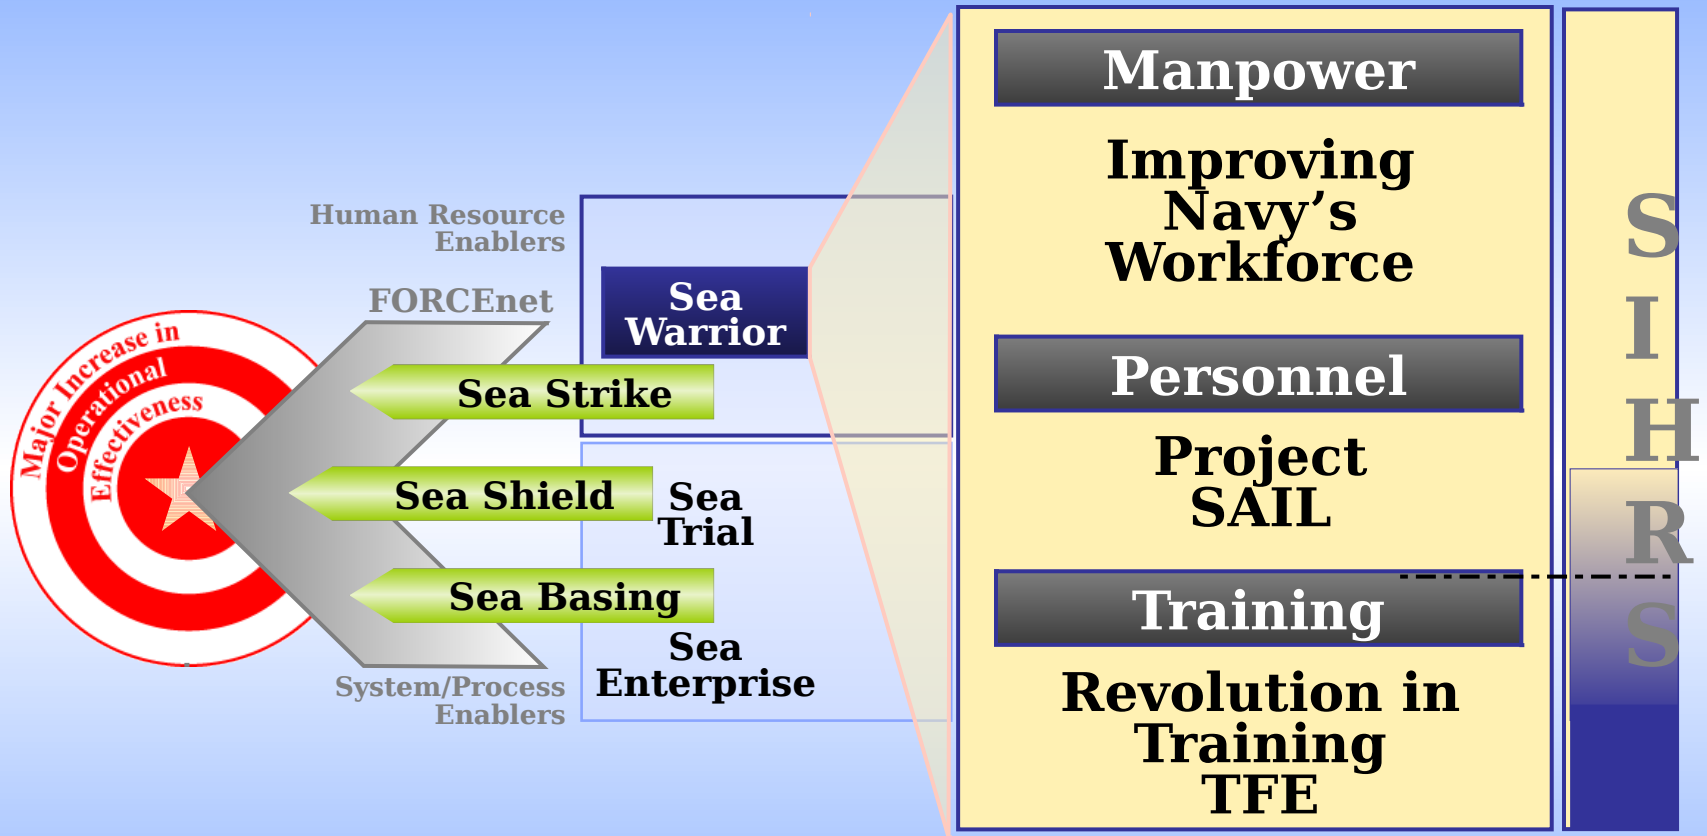 Major Increase in
Operational
Effectiveness
Human Resource
Enablers
FORCEnet
Sea
Warrior
Sea Strike
Sea Shield
Sea
Trial
Sea Basing
Sea
Enterprise
System/Process
Enablers
Manpower
Improving
Navy’s
Workforce
Personnel
Project
SAIL
Training
Revolution in
Training
TFE
S
I
H
R
S